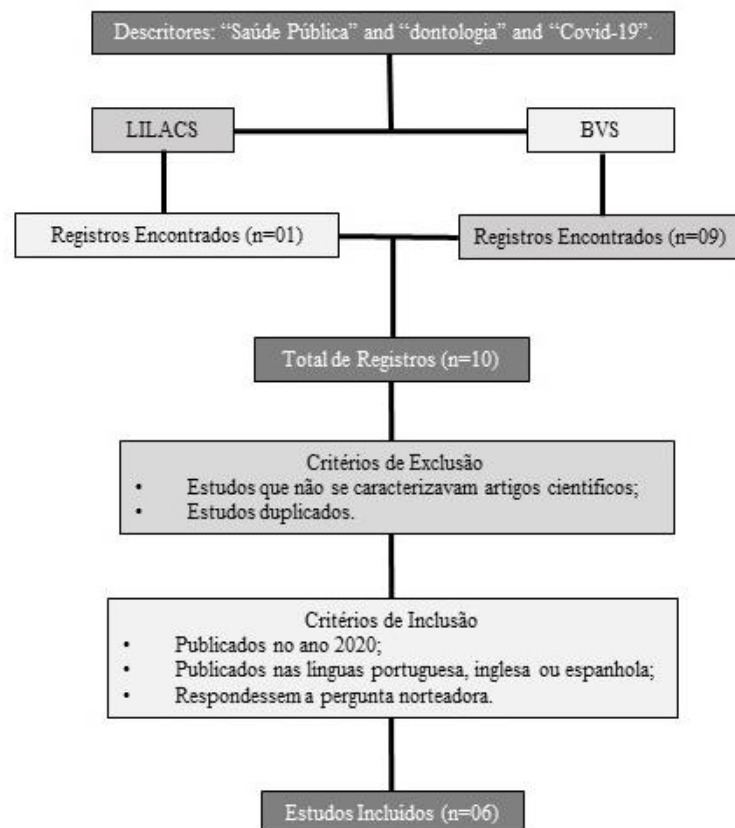 Descritores: “Saúde Pública” and “dontologia” and “Covid-19”.
LILACS
BVS
Registros Encontrados (n=01)
Registros Encontrados (n=09)
Total de Registros (n=10)
Critérios de Exclusão
• Estudos que não se caracterizavam artigos científicos;
• Estudos duplicados.
Critérios de Inclusão
• Publicados no ano 2020;
• Publicados nas línguas portuguesa, inglesa ou espanhola;
• Respondessem a pergunta norteadora.
Estudos Incluídos (n=06)